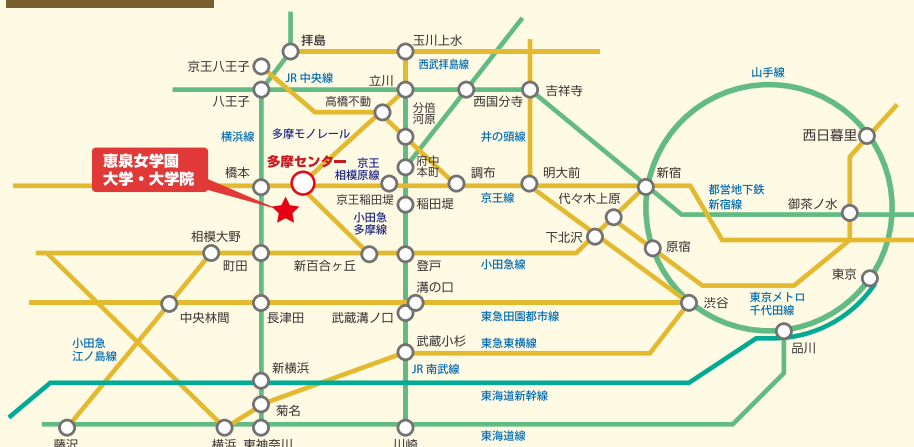 拝島
玉川上水
京王八王子
西武拝島線
山手線
JR 中央線
立川
八王子
高橋不動
分倍
河原
西国分寺
吉祥寺
横浜線
多摩モノレール
井の頭線
西日暮里
恵泉女学園
大学・大学院
多摩センター
京王
相模原線
府中
本町
橋本
調布
明大前
新宿
京王稲田堤
稲田堤
京王線
代々木上原
都営地下鉄
新宿線
御茶ノ水
小田急
多摩線
相模大野
下北沢
原宿
町田
新百合ヶ丘
登戸
小田急線
東京
溝の口
中央林間
長津田
武蔵溝ノ口
東急田園都市線
渋谷
東京メトロ
千代田線
小田急
江ノ島線
武蔵小杉
東急東横線
品川
新横浜
JR 南武線
東海道新幹線
菊名
藤沢
横浜
東神奈川
川崎
東海道線